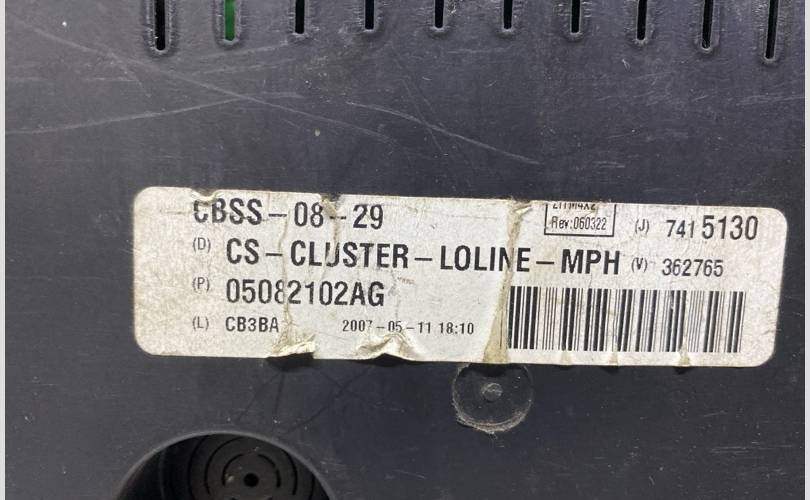 CBSS-08-29
Rev:060322 (J) 7415130
(D) CS-CLUSTER-LOLINE-MPH (V) 362765
(P) 05082102AG
(L) CB3BA 2007-05-11 18:10